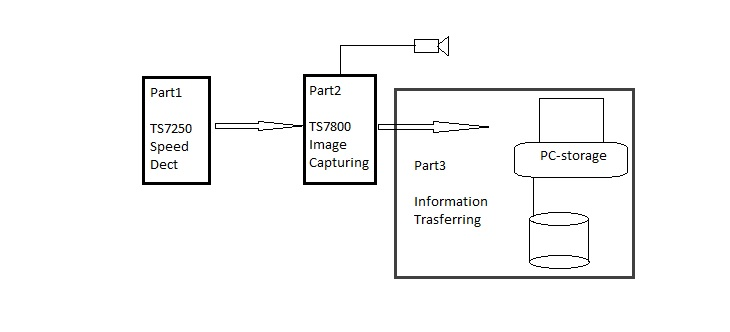 Part1
TS7250
Speed
Dect
Part2
TS7800
Image
Capturing
Part3
Information
Trasferring
PC-storage